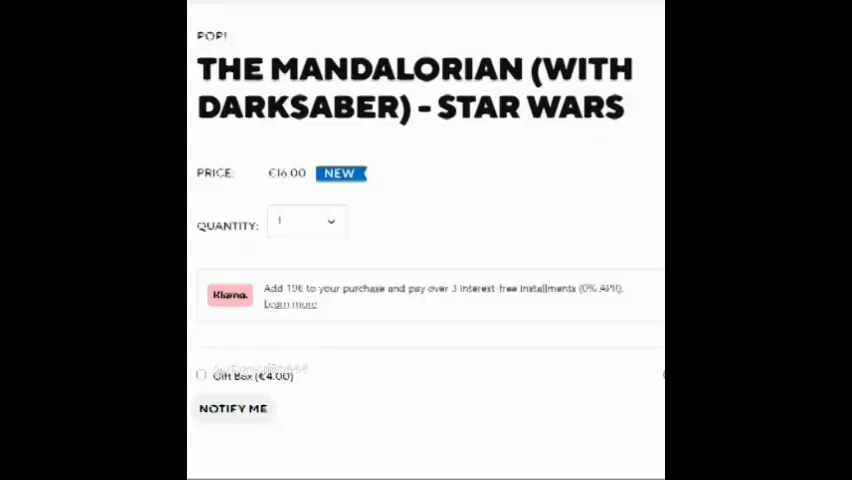 POP!
THE MANDALORIAN (WITH
DARKSABER) - STAR WARS
PRICE: €16.00 NEW
QUANTITY: 1
Klarna. Add 19€ to your purchase and pay over 3 interest-free installments (0% APR).
Learn more
Gift Box (€4.00)
NOTIFY ME